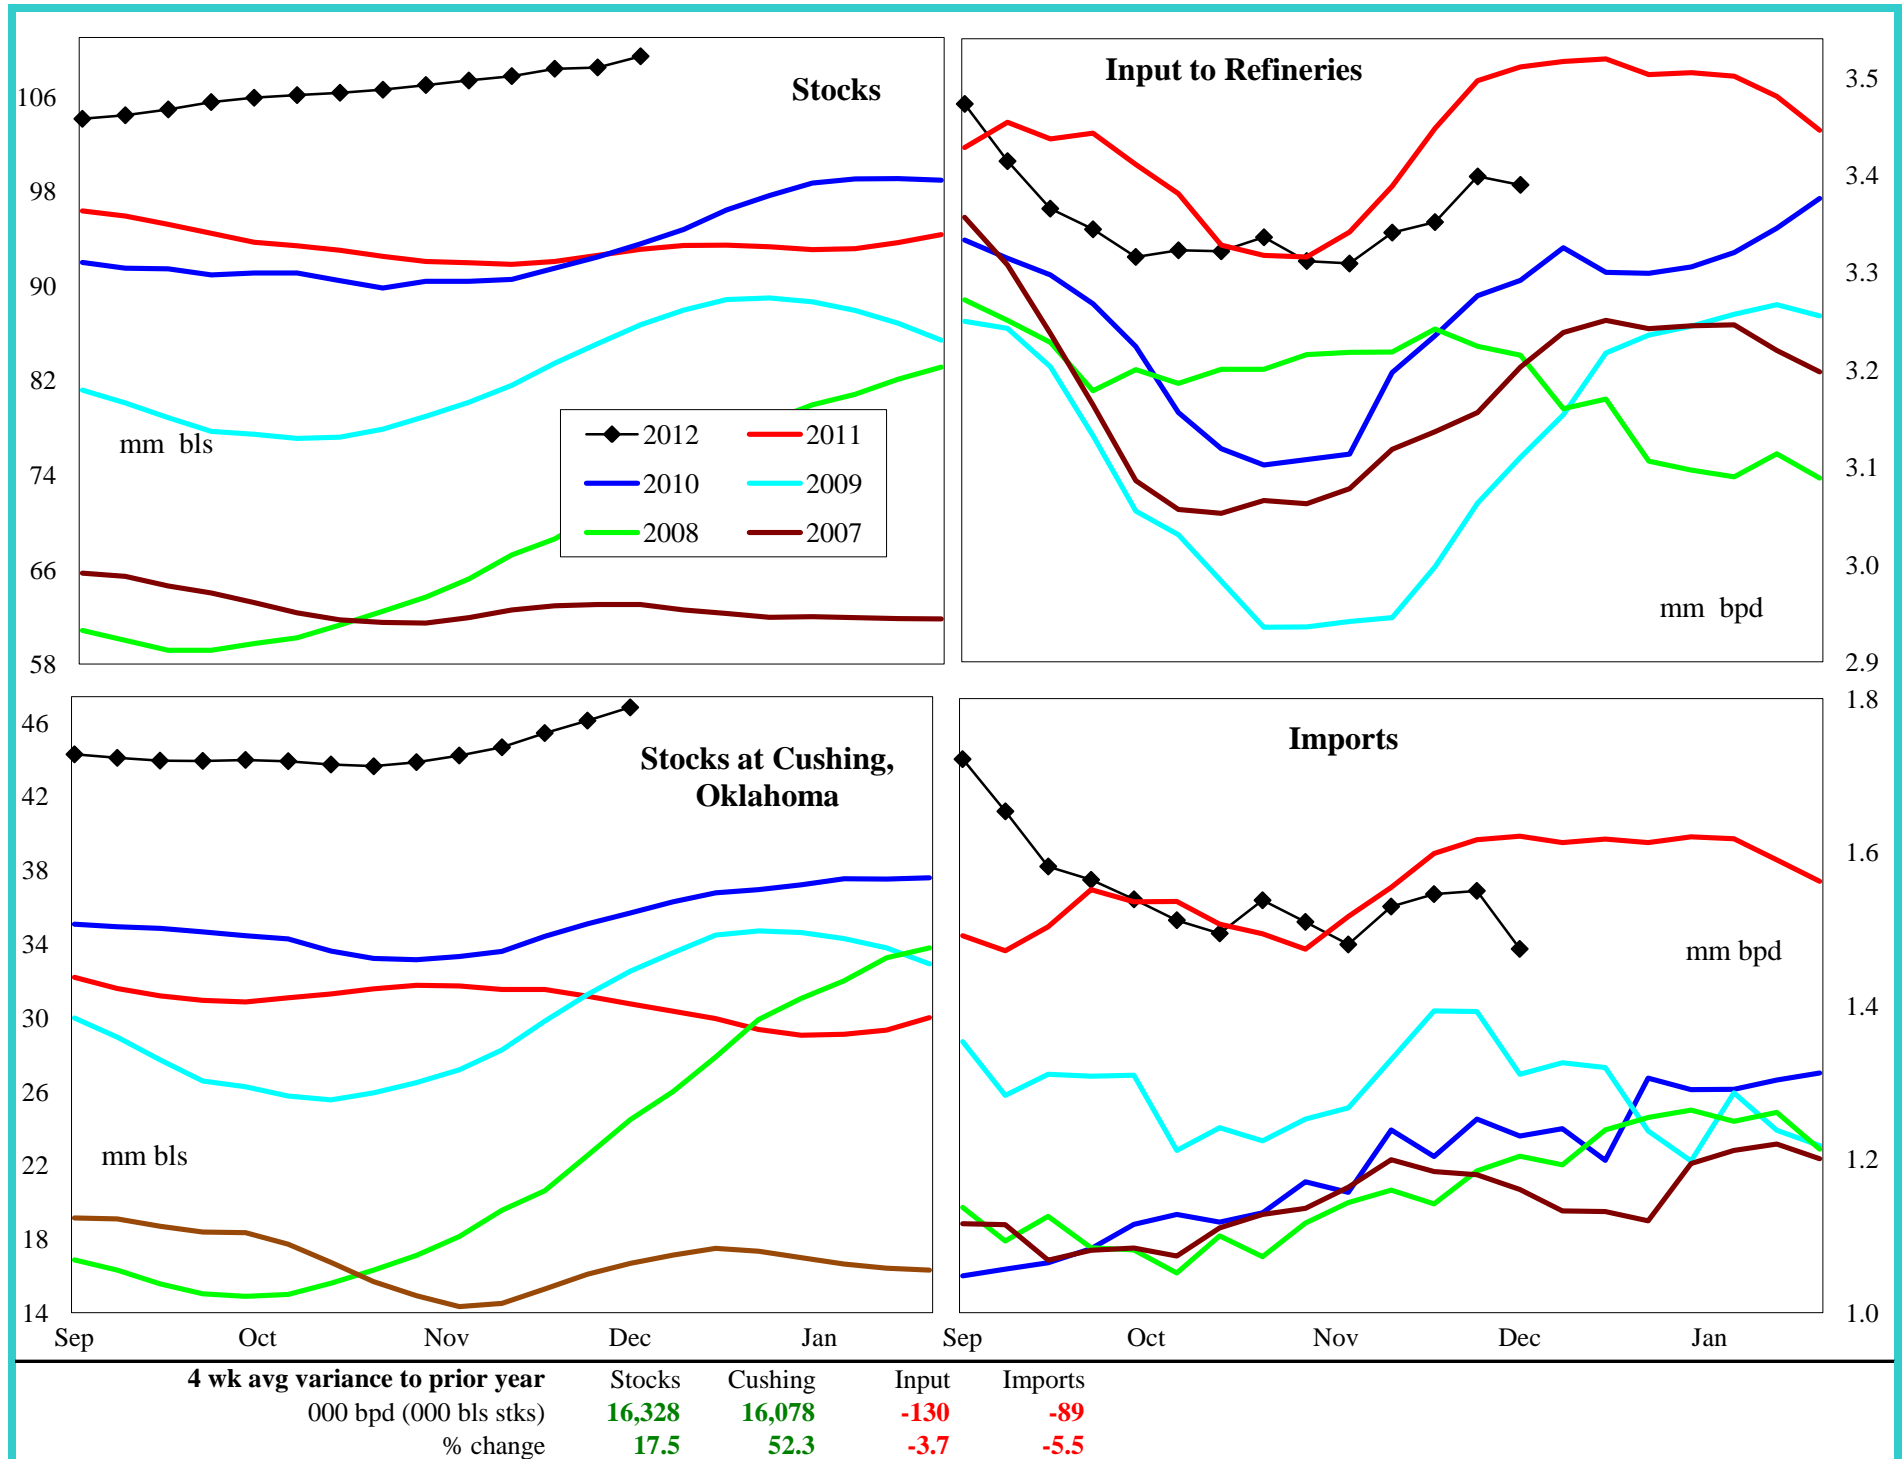 Stocks
106
98
90
82
74
66
58
mm bls
2012
2011
2010
2009
2008
2007
Input to Refineries
3.5
3.4
3.3
3.2
3.1
3.0
2.9
mm bpd
Stocks at Cushing,
Oklahoma
46
42
38
34
30
26
22
18
14
mm bls
Sep
Oct
Nov
Dec
Jan
Imports
1.8
1.6
1.4
1.2
1.0
mm bpd
Sep
Oct
Nov
Dec
Jan
4 wk avg variance to prior year Stocks Cushing Input Imports
000 bpd (000 bls stks) 16,328 16,078 -130 -89
% change 17.5 52.3 -3.7 -5.5